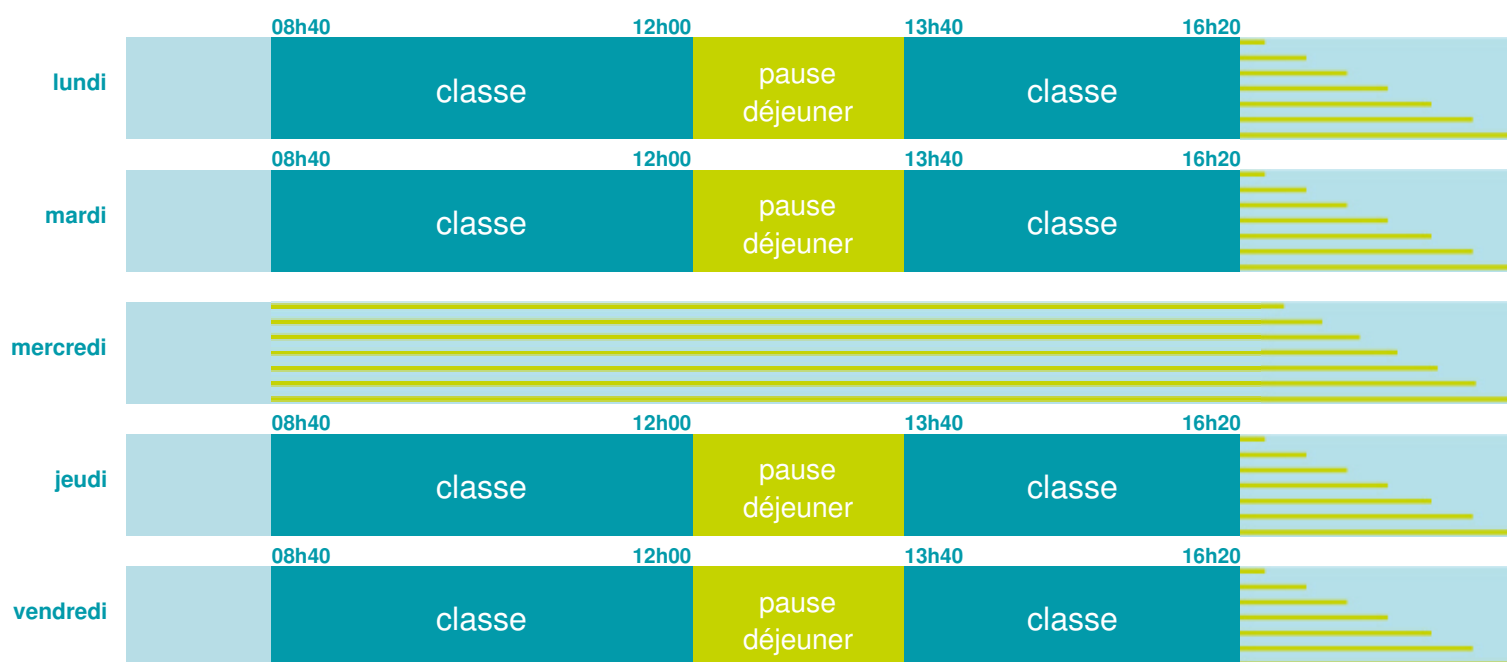 08h40 12h00 13h40 16h20
lundi classe pause déjeuner classe
08h40 12h00 13h40 16h20
mardi classe pause déjeuner classe
mercredi
08h40 12h00 13h40 16h20
jeudi classe pause déjeuner classe
08h40 12h00 13h40 16h20
vendredi classe pause déjeuner classe